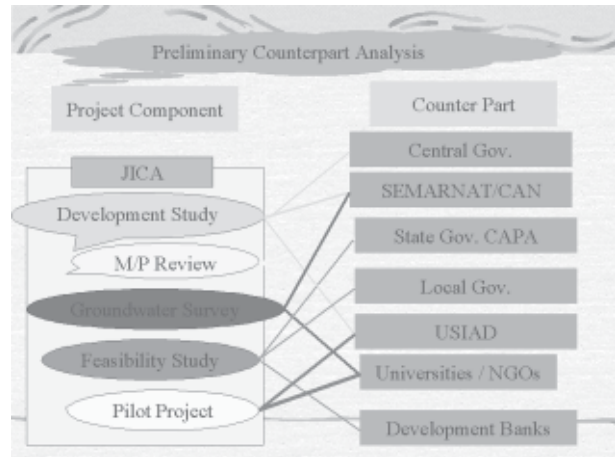 Preliminary Counterpart Analysis
Project Component
Counter Part
JICA
Development Study
M/P Review
Groundwater Survey
Feasibility Study
Pilot Project
Central Gov.
SEMARNAT/CAN
State Gov. CAPA
Local Gov.
USIAD
Universities / NGOs
Development Banks